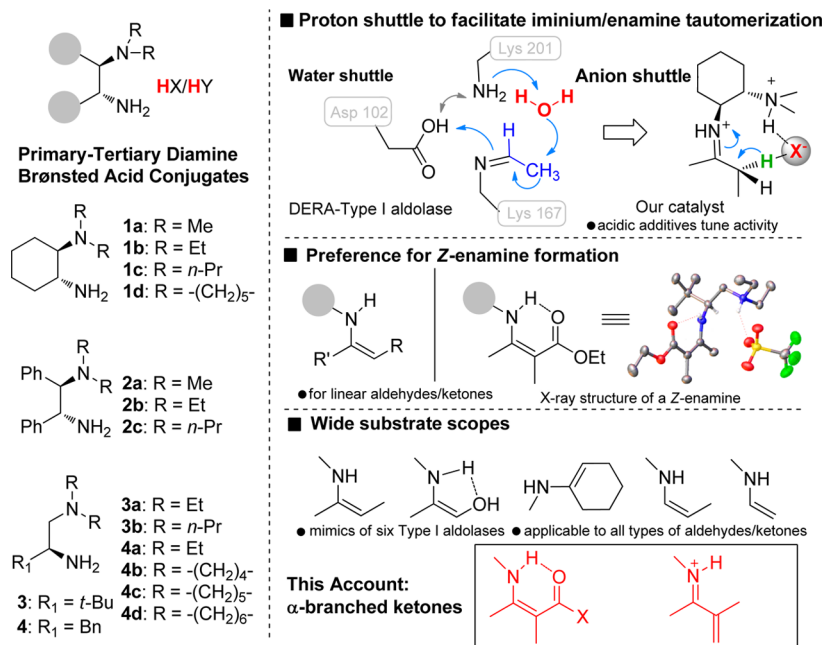 R
N
R
NH2
HX/HY
Primary-Tertiary Diamine
Brønsted Acid Conjugates
R
N
R
NH2
1a: R = Me
1b: R = Et
1c: R = n-Pr
1d: R = -(CH2)5-
Ph
Ph
R
N
R
NH2
2a: R = Me
2b: R = Et
2c: R = n-Pr
R
N
R
R1
NH2
3a: R = Et
3b: R = n-Pr
4a: R = Et
4b: R = -(CH2)4-
4c: R = -(CH2)5-
4d: R = -(CH2)6-
3: R1 = t-Bu
4: R1 = Bn
■ Proton shuttle to facilitate iminium/enamine tautomerization
Water shuttle
Lys 201
NH2
H O H
Asp 102
OH
O
H
N
CH3
Lys 167
DERA-Type I aldolase
Anion shuttle
+
N
H
+
NH
H
X-
H
Our catalyst
● acidic additives tune activity
■ Preference for Z-enamine formation
H
N
R'
R
● for linear aldehydes/ketones
H
N
O
OEt
X-ray structure of a Z-enamine
■ Wide substrate scopes
NH
N
H
OH
N
H
NH
NH
● mimics of six Type I aldolases
● applicable to all types of aldehydes/ketones
This Account:
α-branched ketones
H
N
O
X
+
N
H